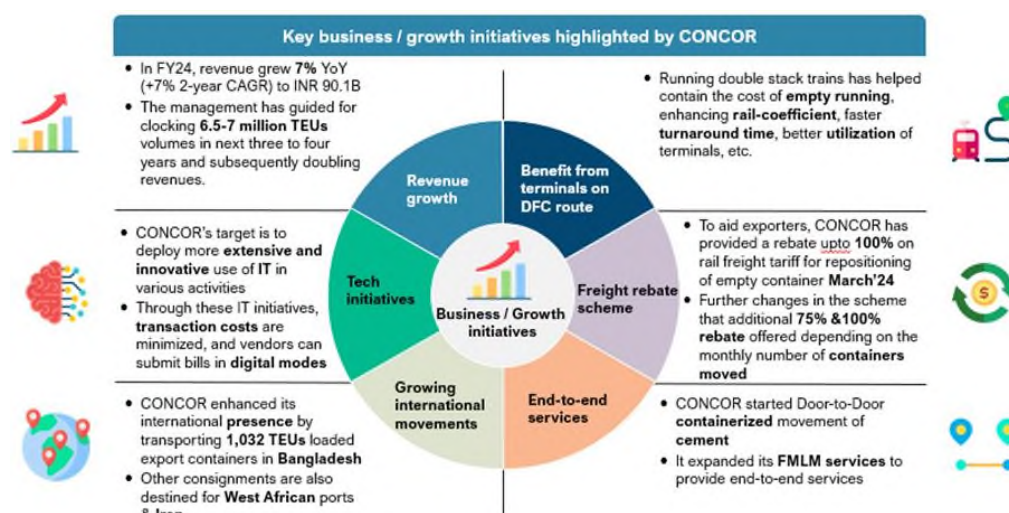 Key business / growth initiatives highlighted by CONCOR
• In FY24, revenue grew 7% YoY
(+7% 2-year CAGR) to INR 90.1B
• The management has guided for
clocking 6.5-7 million TEUs
volumes in next three to four
years and subsequently doubling
revenues.
• Running double stack trains has helped
contain the cost of empty running,
enhancing rail-coefficient, faster
turnaround time, better utilization of
terminals, etc.
Revenue
growth
Benefit from
terminals on
DFC route
• CONCOR's target is to
deploy more extensive and
innovative use of IT in
various activities
• Through these IT initiatives,
transaction costs are
minimized, and vendors can
submit bills in digital modes
Tech
initiatives
Business / Growth
initiatives
Freight rebate
scheme
• To aid exporters, CONCOR has
provided a rebate upto 100% on
rail freight tariff for repositioning
of empty container March'24
• Further changes in the scheme
that additional 75% &100%
rebate offered depending on the
monthly number of containers
moved
Growing
international
movements
End-to-end
services
• CONCOR enhanced its
international presence by
transporting 1,032 TEUs loaded
export containers in Bangladesh
• Other consignments are also
destined for West African ports
• CONCOR started Door-to-Door
containerized movement of
cement
• It expanded its FMLM services to
provide end-to-end services